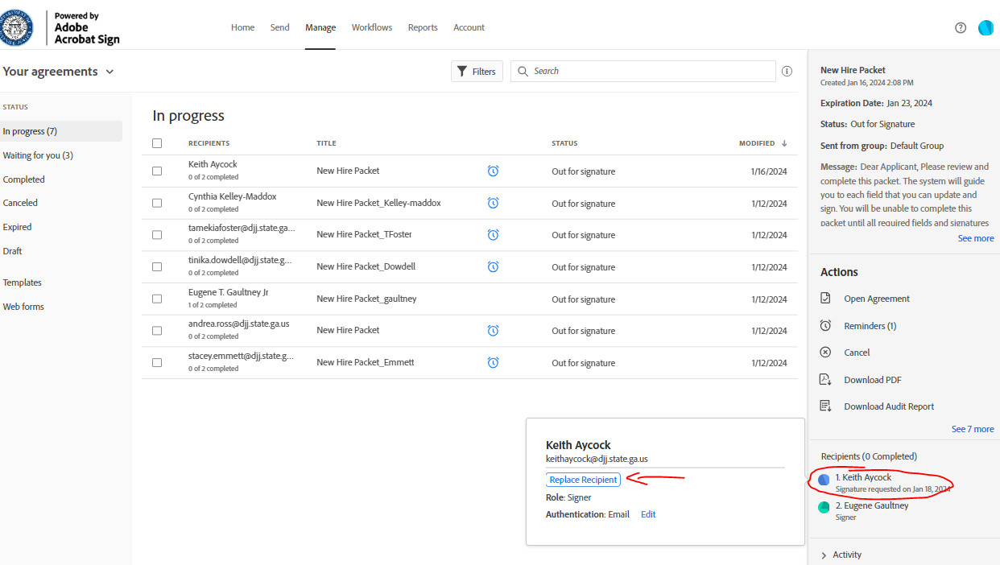 Powered by
Adobe
Acrobat Sign
Home Send Manage Workflows Reports Account
Your agreements
Filters
Search
STATUS
In progress (7)
Waiting for you (3)
Completed
Canceled
Expired
Draft
Templates
Web forms
In progress
RECIPIENTS TITLE STATUS MODIFIED
Keith Aycock
0 of 2 completed
New Hire Packet Out for signature 1/16/2024
Cynthia Kelley-Maddox
0 of 2 completed
New Hire Packet_Kelley-maddox Out for signature 1/12/2024
tamekiafoster@djj.state.ga...
0 of 2 completed
New Hire Packet_TFoster Out for signature 1/12/2024
tinika.dowdell@djj.state.g...
0 of 2 completed
New Hire Packet_Dowdell Out for signature 1/12/2024
Eugene T. Gaultney Jr
1 of 2 completed
New Hire Packet_gaultney Out for signature 1/12/2024
andrea.ross@djj.state.ga.us
0 of 2 completed
New Hire Packet Out for signature 1/12/2024
stacey.emmett@djj.state.g...
0 of 2 completed
New Hire Packet_Emmett Out for signature 1/12/2024
Keith Aycock
keithaycock@djj.state.ga.us
Replace Recipient
Role: Signer
Authentication: Email Edit
New Hire Packet
Created Jan 16, 2024 2:08 PM
Expiration Date: Jan 23, 2024
Status: Out for Signature
Sent from group: Default Group
Message: Dear Applicant, Please review and
complete this packet. The system will guide
you to each field that you can update and
sign. You will be unable to complete this
packet until all required fields and signatures
See more
Actions
Open Agreement
Reminders (1)
Cancel
Download PDF
Download Audit Report
See 7 more
Recipients (0 Completed)
1. Keith Aycock
Signature requested on Jan 18, 2024
2. Eugene Gaultney
Signer
Activity